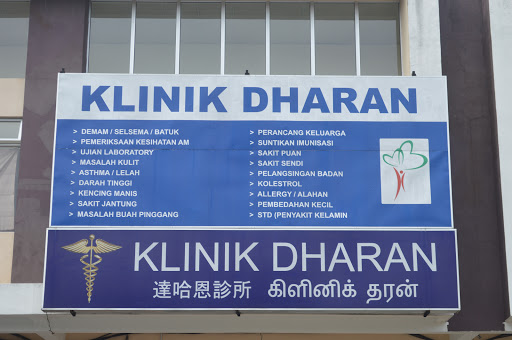 KLINIK DHARAN
> DEMAM / SELSEMA / BATUK
> PEMERIKSAAN KESIHATAN AM
> UJIAN LABORATORY
> MASALAH KULIT
> ASTHMA / LELAH
> DARAH TINGGI
> KENCING MANIS
> SAKIT JANTUNG
> MASALAH BUAH PINGGANG
> PERANCANG KELUARGA
> SUNTIKAN IMUNISASI
> SAKIT PUAN
> SAKIT SENDI
> PELANGSINGAN BADAN
> KOLESTROL
> ALLERGY / ALAHAN
> PEMBEDAHAN KECIL
> STD (PENYAKIT KELAMIN
KLINIK DHARAN
達哈恩診所 கிளினிக் தரன்